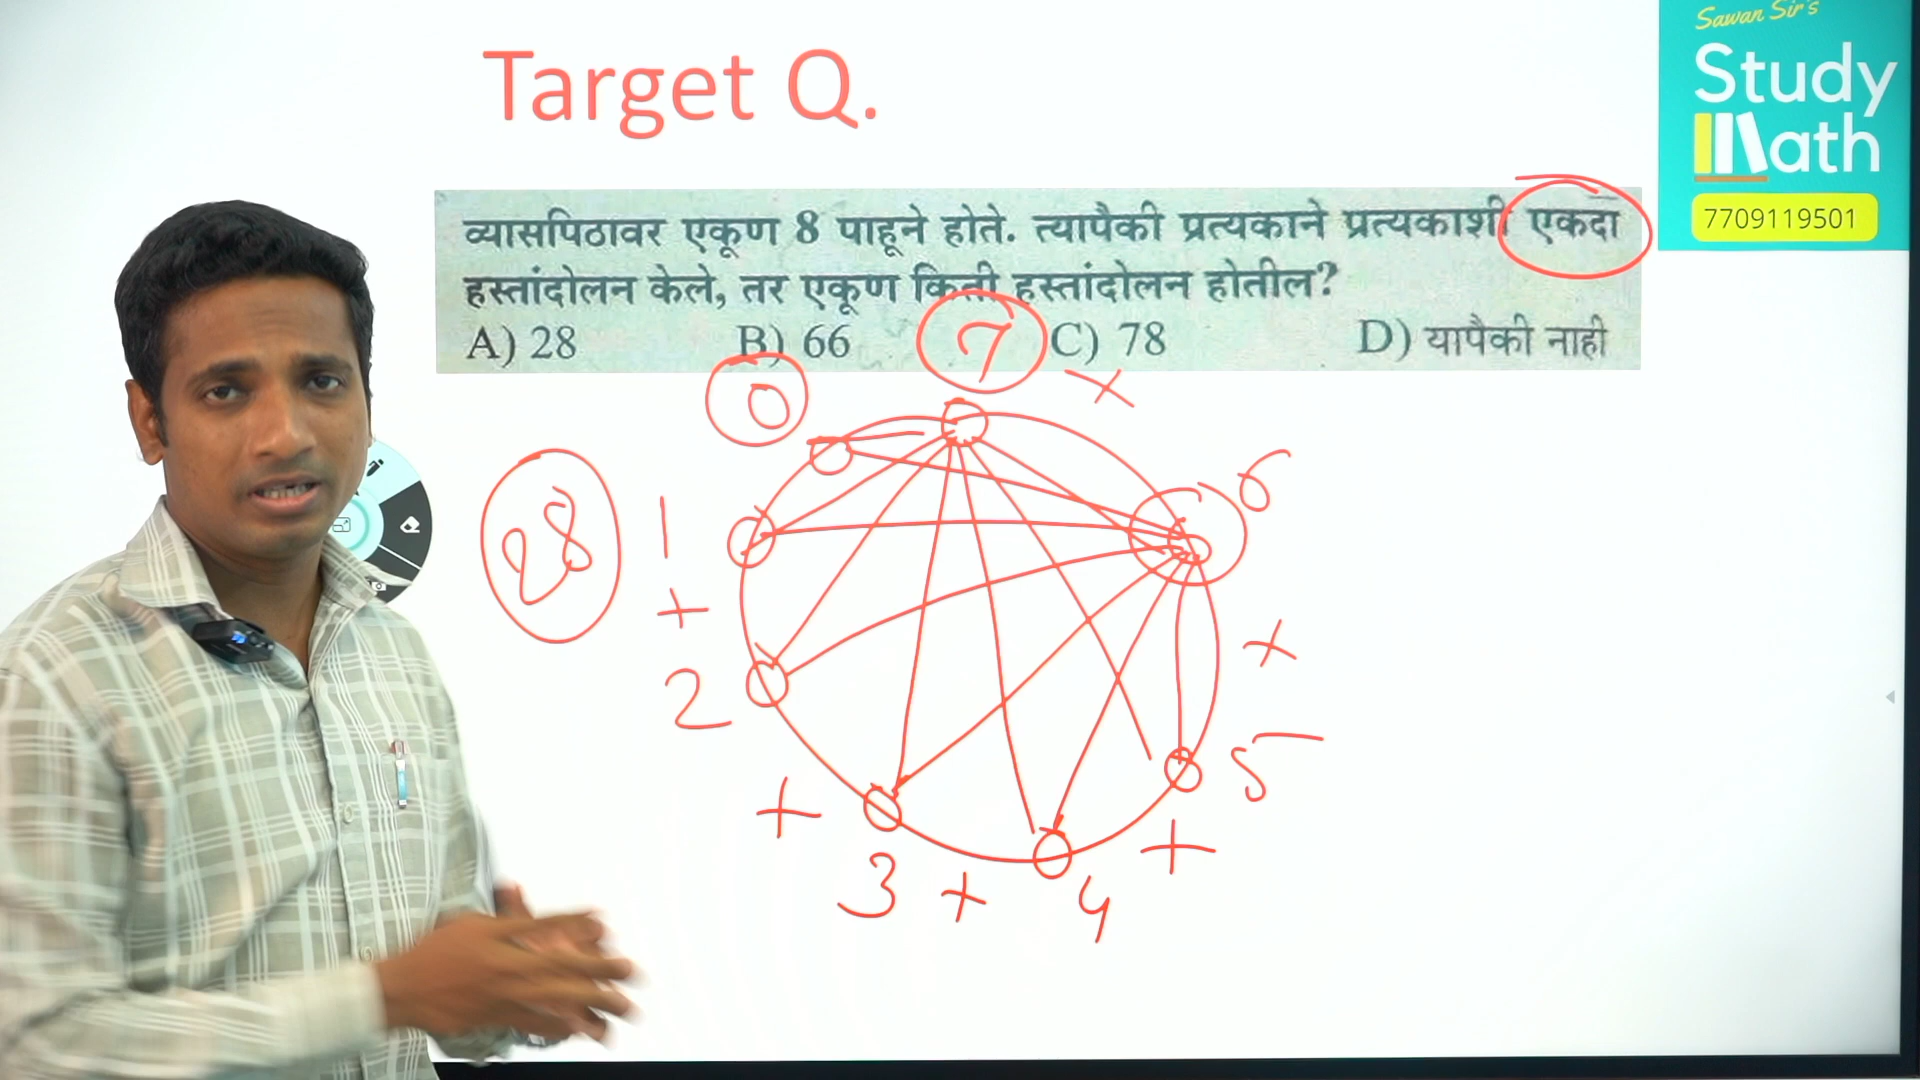 Target Q.
Sawan Sir's
Study
Math
7709119501
व्यासपिठावर एकूण 8 पाहूने होते. त्यापैकी प्रत्यकाने प्रत्यकाशी एकदा
हस्तांदोलन केले, तर एकूण किती हस्तांदोलन होतील?
A) 28 B) 66 C) 78 D) यापैकी नाही
7
0 +
6
28
1
+
+
2
5
+
+
3 + 4